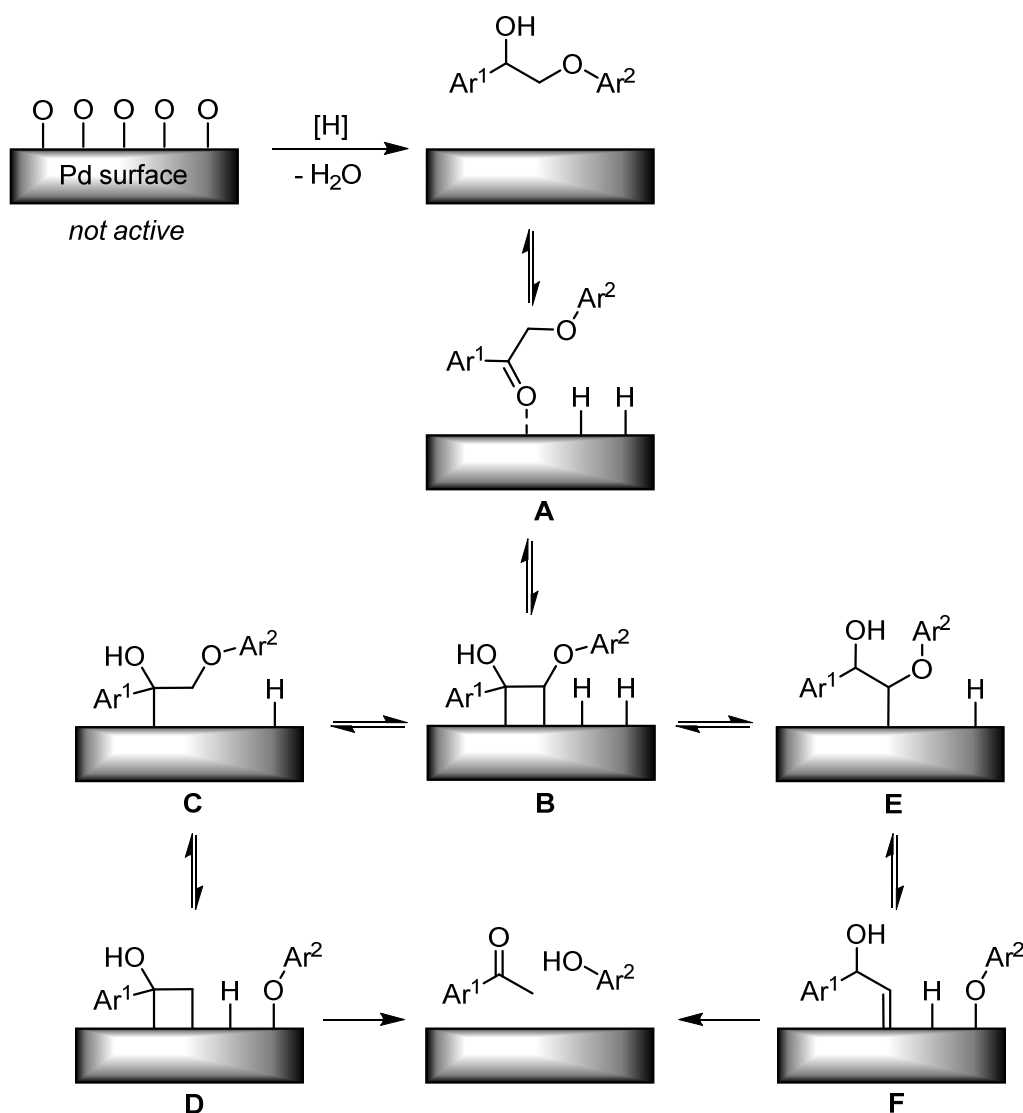 OH
O
Ar¹
Ar²
O O O O O
[H]
Pd surface
- H₂O
not active
Ar²
O
Ar¹
O
H H
A
HO
O
Ar²
Ar¹
H
C
HO
O
Ar²
Ar¹
H H
B
OH
Ar²
O
Ar¹
H
E
HO
Ar²
Ar¹
H
O
D
O
HO
Ar²
Ar¹
OH
Ar²
Ar¹
H
O
F